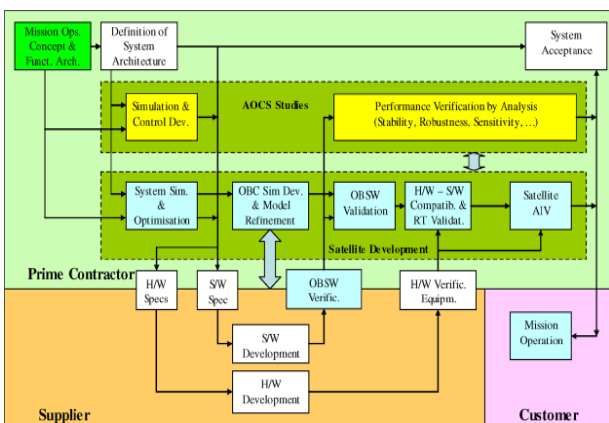 Mission Ops.
Concept &
Funct. Arch.
Definition of
System
Architecture
System
Acceptance
AOCS Studies
Simulation &
Control Dev.
Performance Verification by Analysis
(Stability, Robustness, Sensitivity, ...)
System Sim.
& Optimisation
OBC Sim Dev.
& Model
Refinement
OBSW
Validation
H/W – S/W
Compatib. &
RT Validat.
Satellite
AIV
Satellite Development
Prime Contractor
H/W
Specs
S/W
Spec
OBSW
Verific.
H/W Verific.
Equipm.
S/W
Development
H/W
Development
Mission
Operation
Supplier
Customer